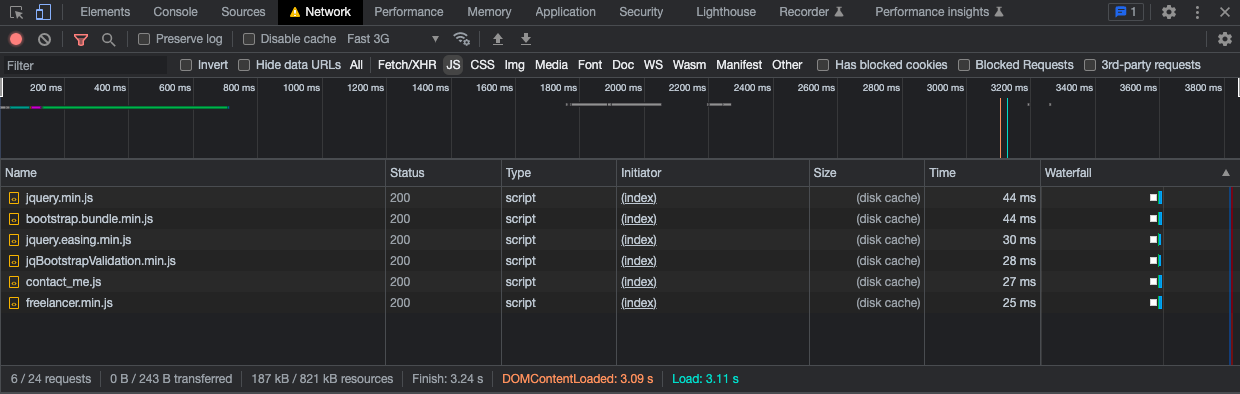 Elements Console Sources Network Performance Memory Application Security Lighthouse Recorder Performance insights 1
Preserve log Disable cache Fast 3G
Filter Invert Hide data URLs All Fetch/XHR JS CSS Img Media Font Doc WS Wasm Manifest Other Has blocked cookies Blocked Requests 3rd-party requests
200 ms 400 ms 600 ms 800 ms 1000 ms 1200 ms 1400 ms 1600 ms 1800 ms 2000 ms 2200 ms 2400 ms 2600 ms 2800 ms 3000 ms 3200 ms 3400 ms 3600 ms 3800 ms
Name Status Type Initiator Size Time Waterfall
jquery.min.js 200 script (index) (disk cache) 44 ms
bootstrap.bundle.min.js 200 script (index) (disk cache) 44 ms
jquery.easing.min.js 200 script (index) (disk cache) 30 ms
jqBootstrapValidation.min.js 200 script (index) (disk cache) 28 ms
contact_me.js 200 script (index) (disk cache) 27 ms
freelancer.min.js 200 script (index) (disk cache) 25 ms
6 / 24 requests 0 B / 243 B transferred 187 kB / 821 kB resources Finish: 3.24 s DOMContentLoaded: 3.09 s Load: 3.11 s